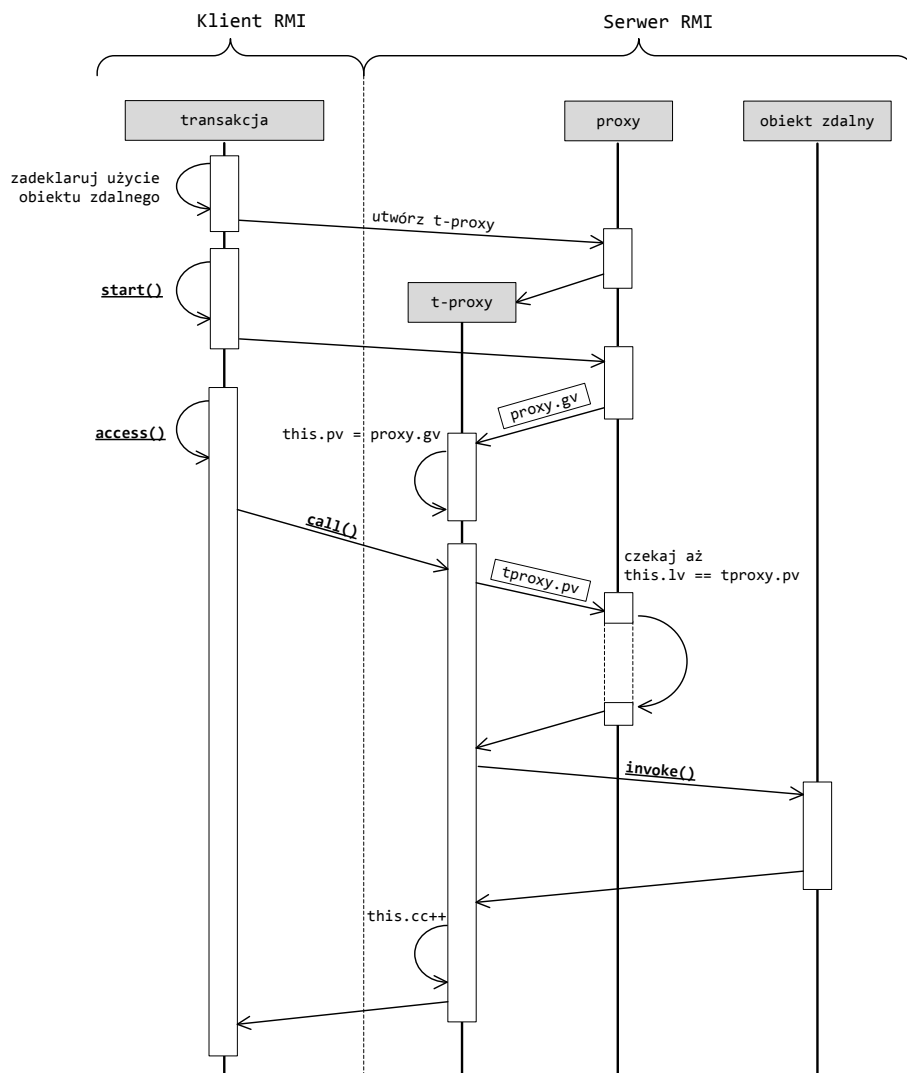 Klient RMI
Serwer RMI
transakcja
proxy
obiekt zdalny
zadeklaruj użycie
obiektu zdalnego
utwórz t-proxy
start()
t-proxy
proxy.gv
access()
this.pv = proxy.gv
call()
czekaj aż
this.lv == tproxy.pv
tproxy.pv
invoke()
this.cc++